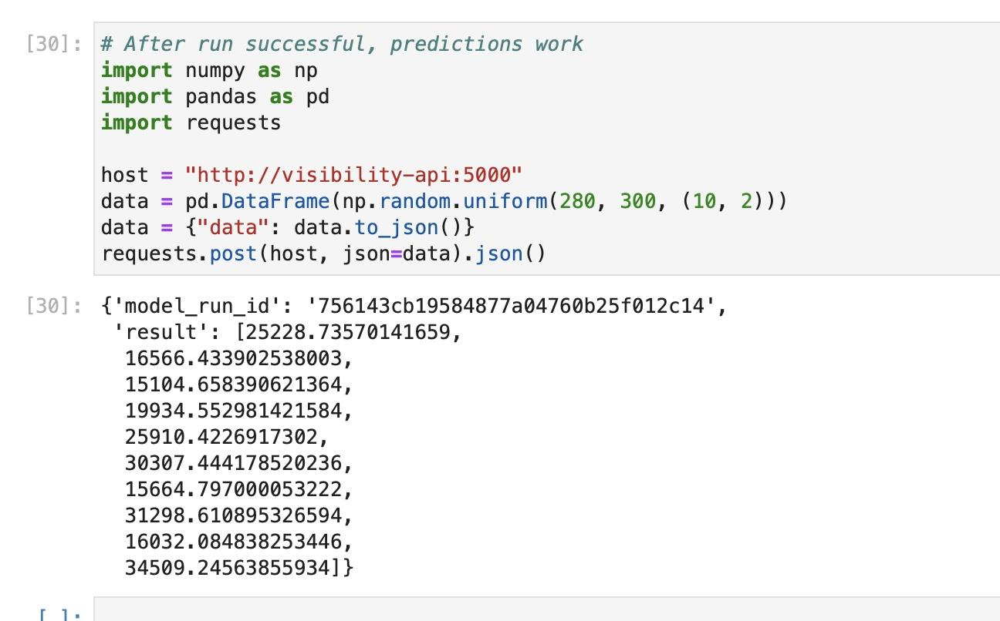 [30]: # After run successful, predictions work
import numpy as np
import pandas as pd
import requests
host = "http://visibility-api:5000"
data = pd.DataFrame(np.random.uniform(280, 300, (10, 2)))
data = {"data": data.to_json()}
requests.post(host, json=data).json()
[30]: {'model_run_id': '756143cb19584877a04760b25f012c14',
'result': [25228.73570141659,
16566.433902538003,
15104.658390621364,
19934.552981421584,
25910.4226917302,
30307.444178520236,
15664.797000053222,
31298.610895326594,
16032.084838253446,
34509.24563855934]}
[ ]: